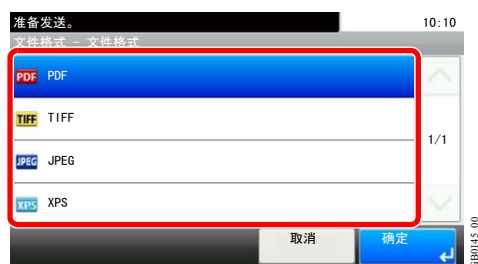 准备发送。 10:10
文件格式 - 文件格式
PDF PDF
TIFF TIFF
1/1
JPEG JPEG
XPS XPS
取消 确定
GB0145_00